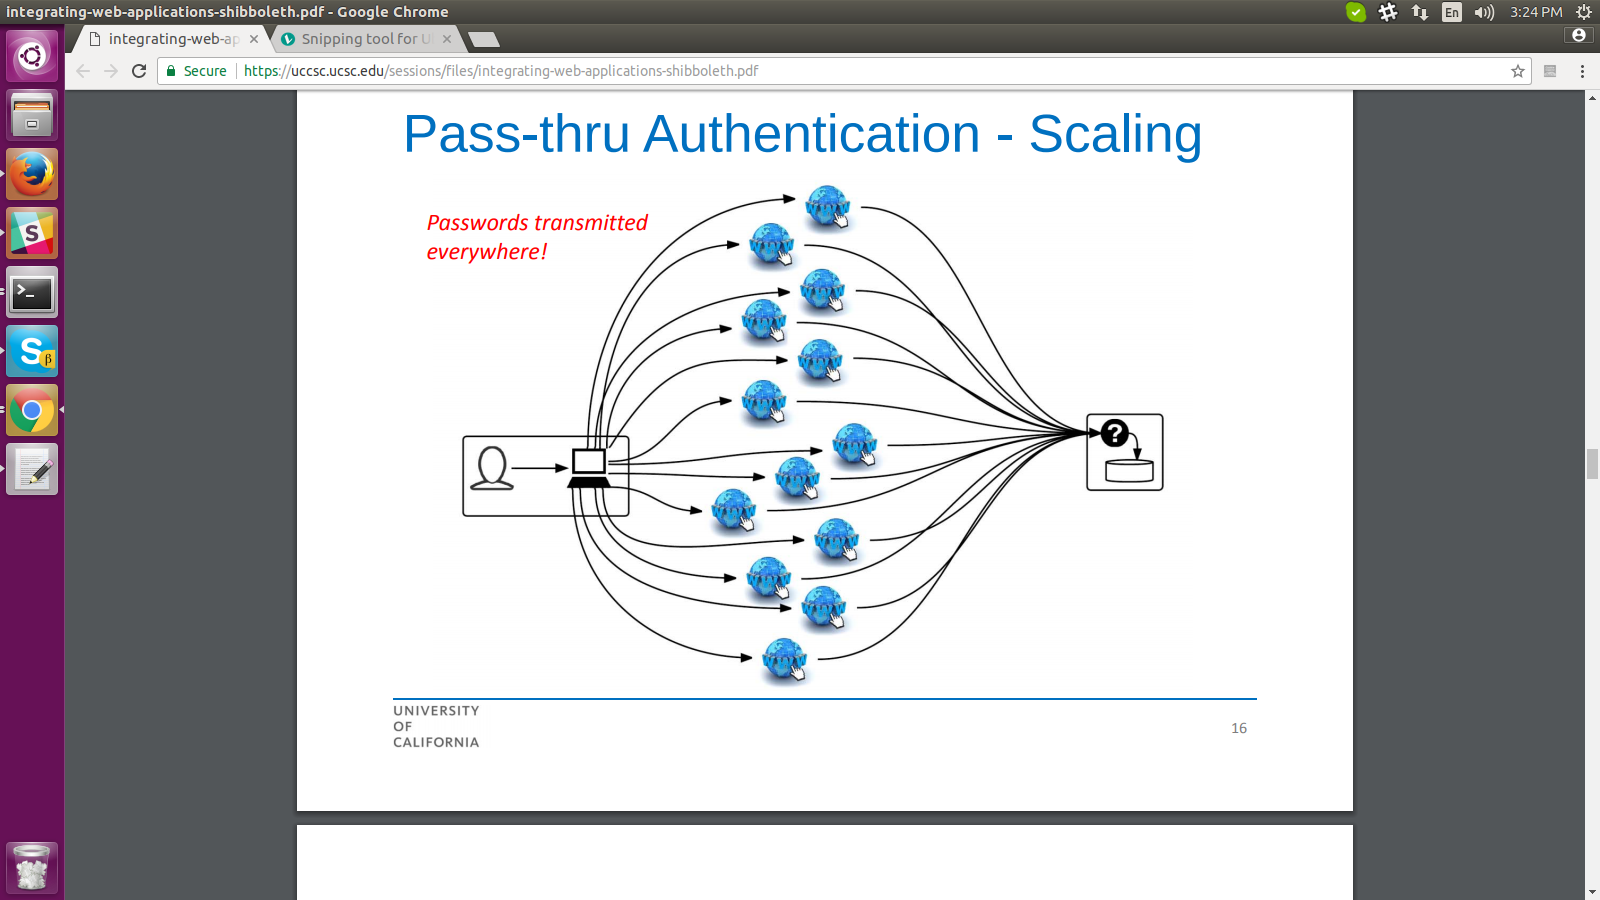 integrating-web-applications-shibboleth.pdf - Google Chrome
En
3:24 PM
integrating-web-ap
Snipping tool for U
Secure
https://uccsc.ucsc.edu/sessions/files/integrating-web-applications-shibboleth.pdf
Pass-thru Authentication - Scaling
Passwords transmitted
everywhere!
?
UNIVERSITY
OF
CALIFORNIA
16